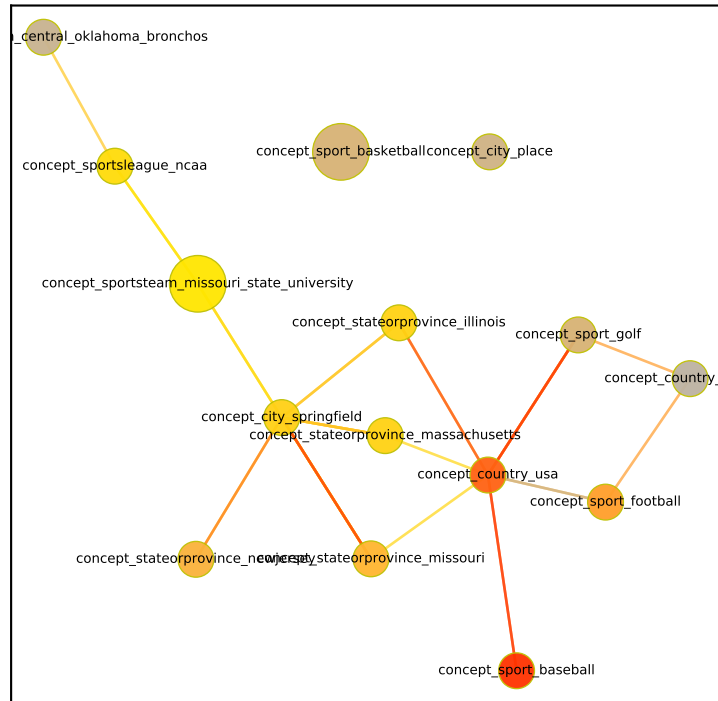 _central_oklahoma_bronchos
concept_sport_basketball
concept_city_place
concept_sportsleague_ncaa
concept_sportsteam_missouri_state_university
concept_stateorprovince_illinois
concept_sport_golf
concept_country_
concept_city_springfield
concept_stateorprovince_massachusetts
concept_country_usa
concept_sport_football
concept_stateorprovince_newjersey
concept_stateorprovince_missouri
concept_sport_baseball